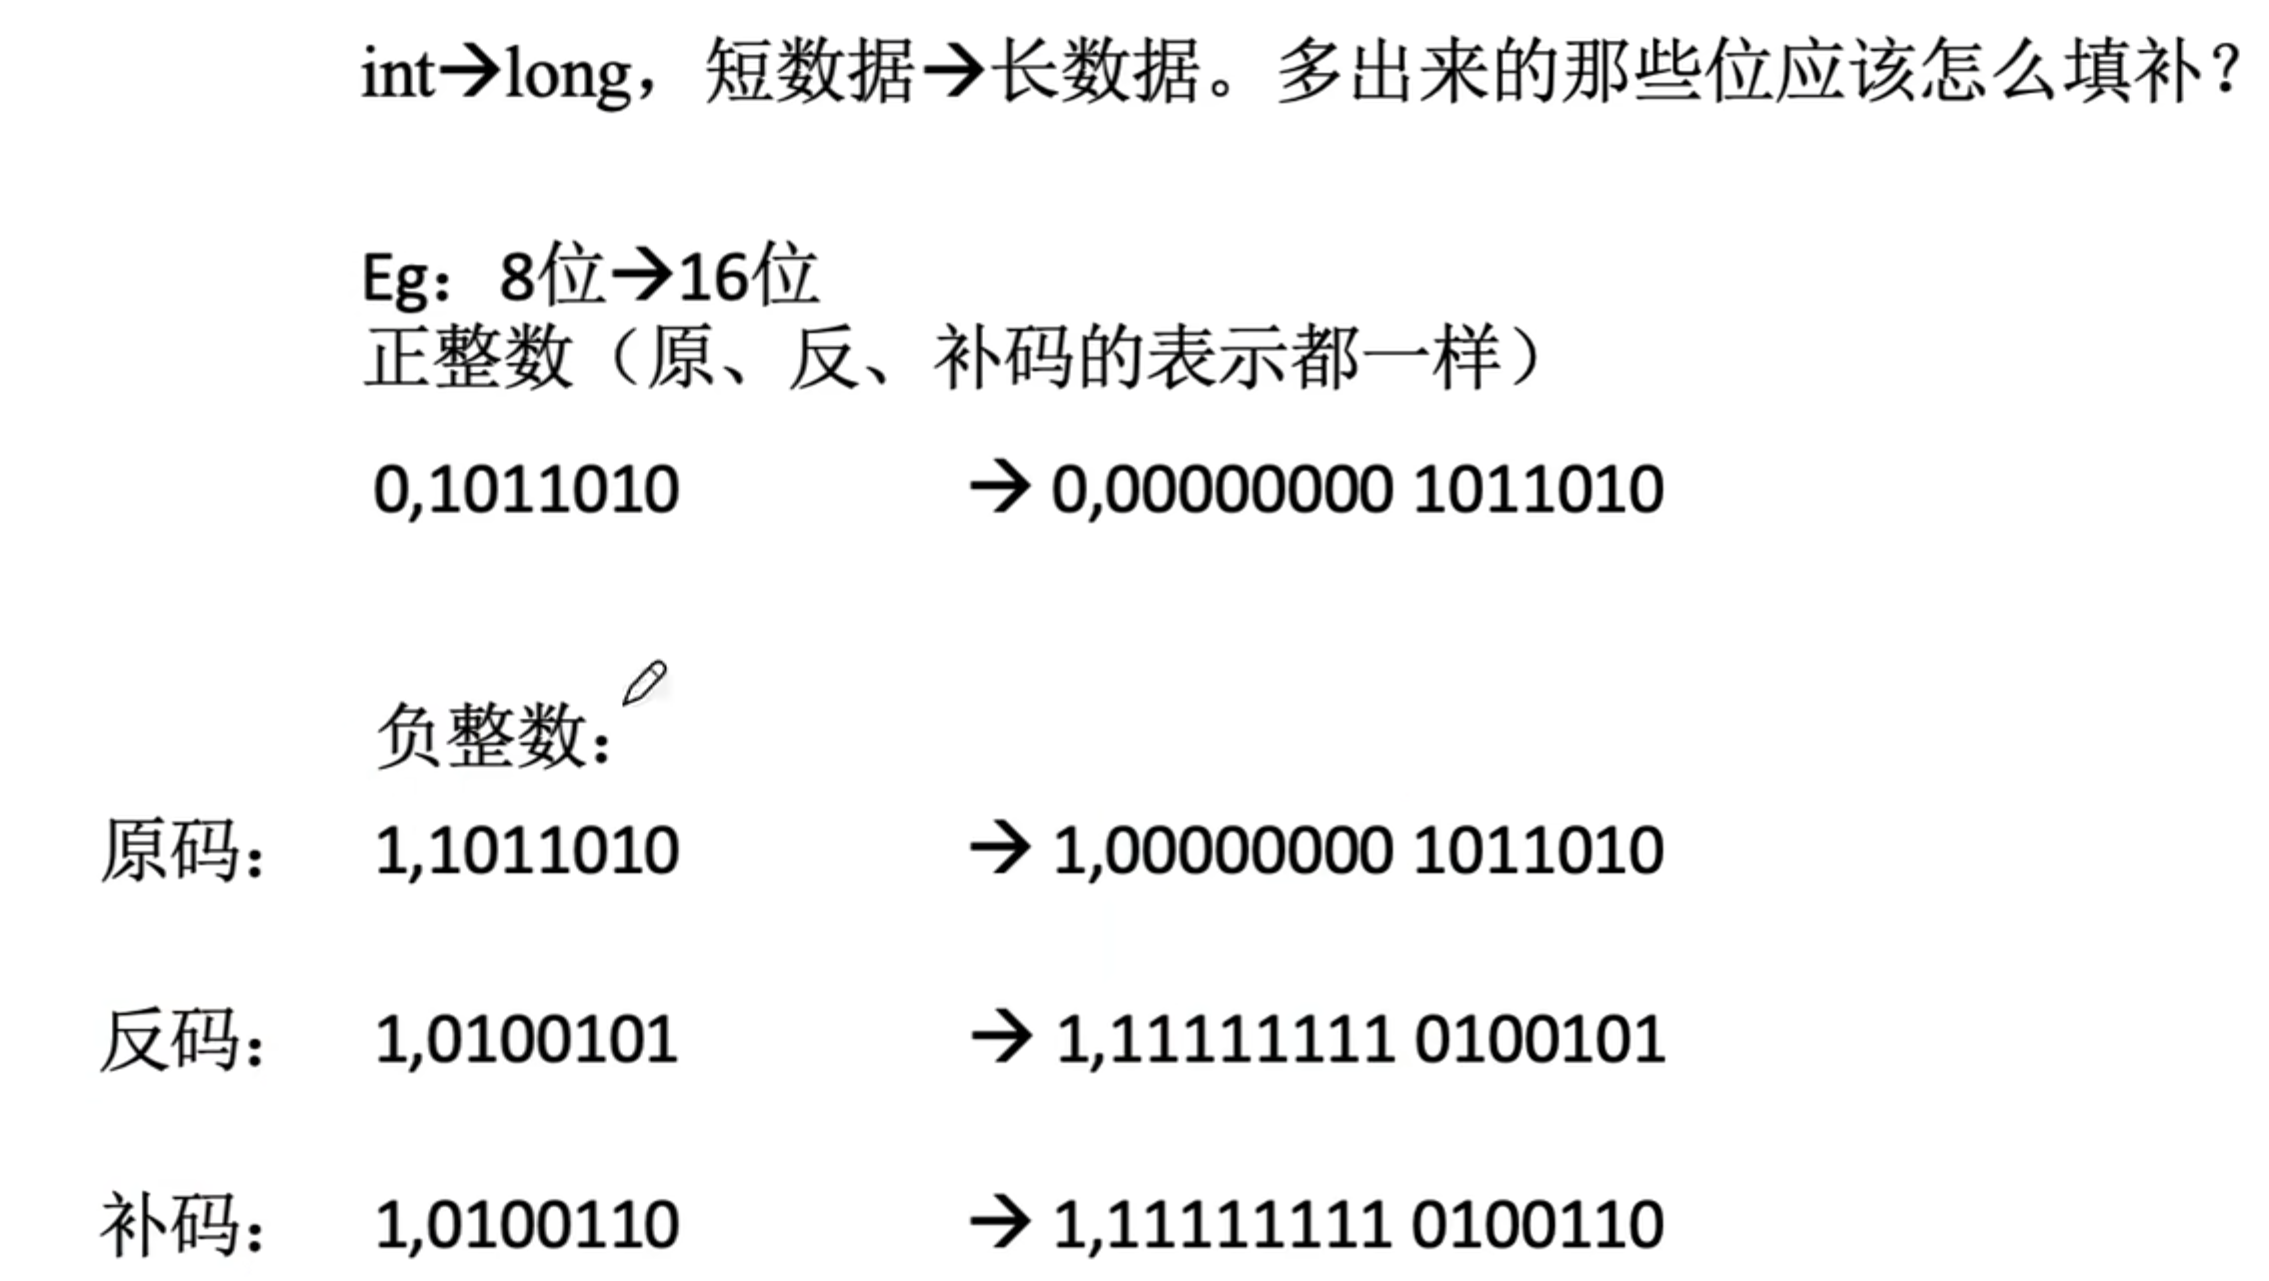 int→long，短数据→长数据。多出来的那些位应该怎么填补？
Eg：8位→16位
正整数（原、反、补码的表示都一样）
0,1011010 → 0,00000000 1011010
负整数：
原码： 1,1011010 → 1,00000000 1011010
反码： 1,0100101 → 1,11111111 0100101
补码： 1,0100110 → 1,11111111 0100110